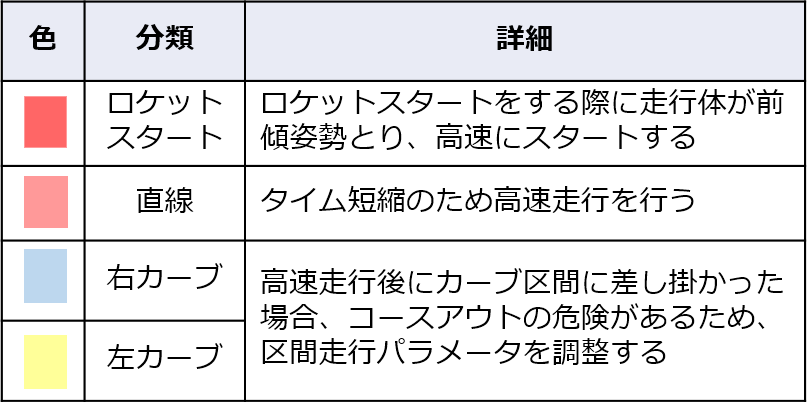 色 分類 詳細
ロケット
スタート
ロケットスタートをする際に走行体が前
傾姿勢とり、高速にスタートする
直線
タイム短縮のため高速走行を行う
右カーブ
高速走行後にカーブ区間に差し掛かった
場合、コースアウトの危険があるため、
区間走行パラメータを調整する
左カーブ